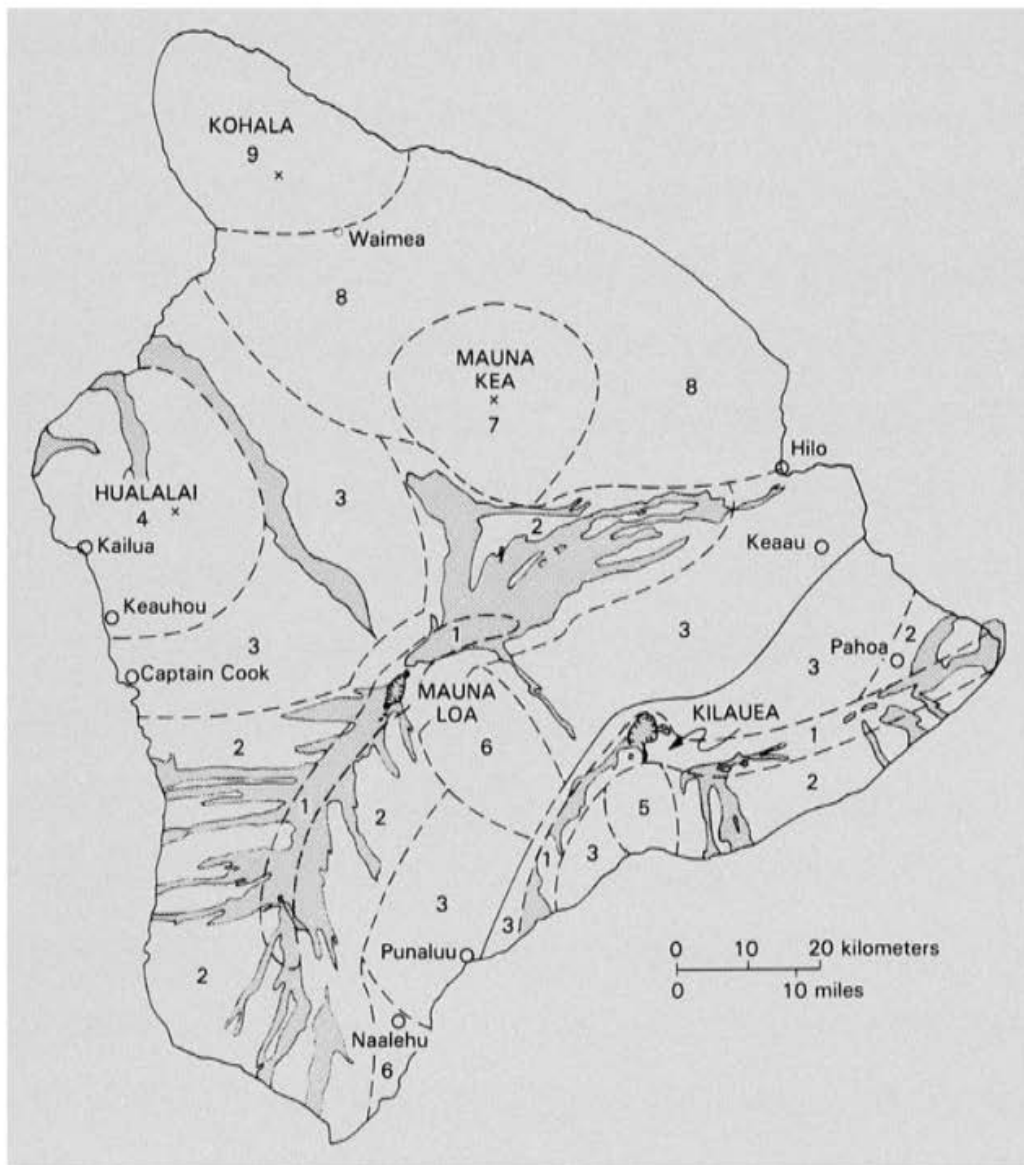 KOHALA
9
Waimea
8
MAUNA
KEA
7
8
Hilo
HUALALAI
4
3
2
Keaau
Kailua
Keauhou
3
1
3
Pahoa
2
3
Captain Cook
MAUNA
LOA
KILAUEA
1
2
6
2
1
2
5
3
1
3
3
Punaluu
2
Naalehu
6
0 10 20 kilometers
0 10 miles